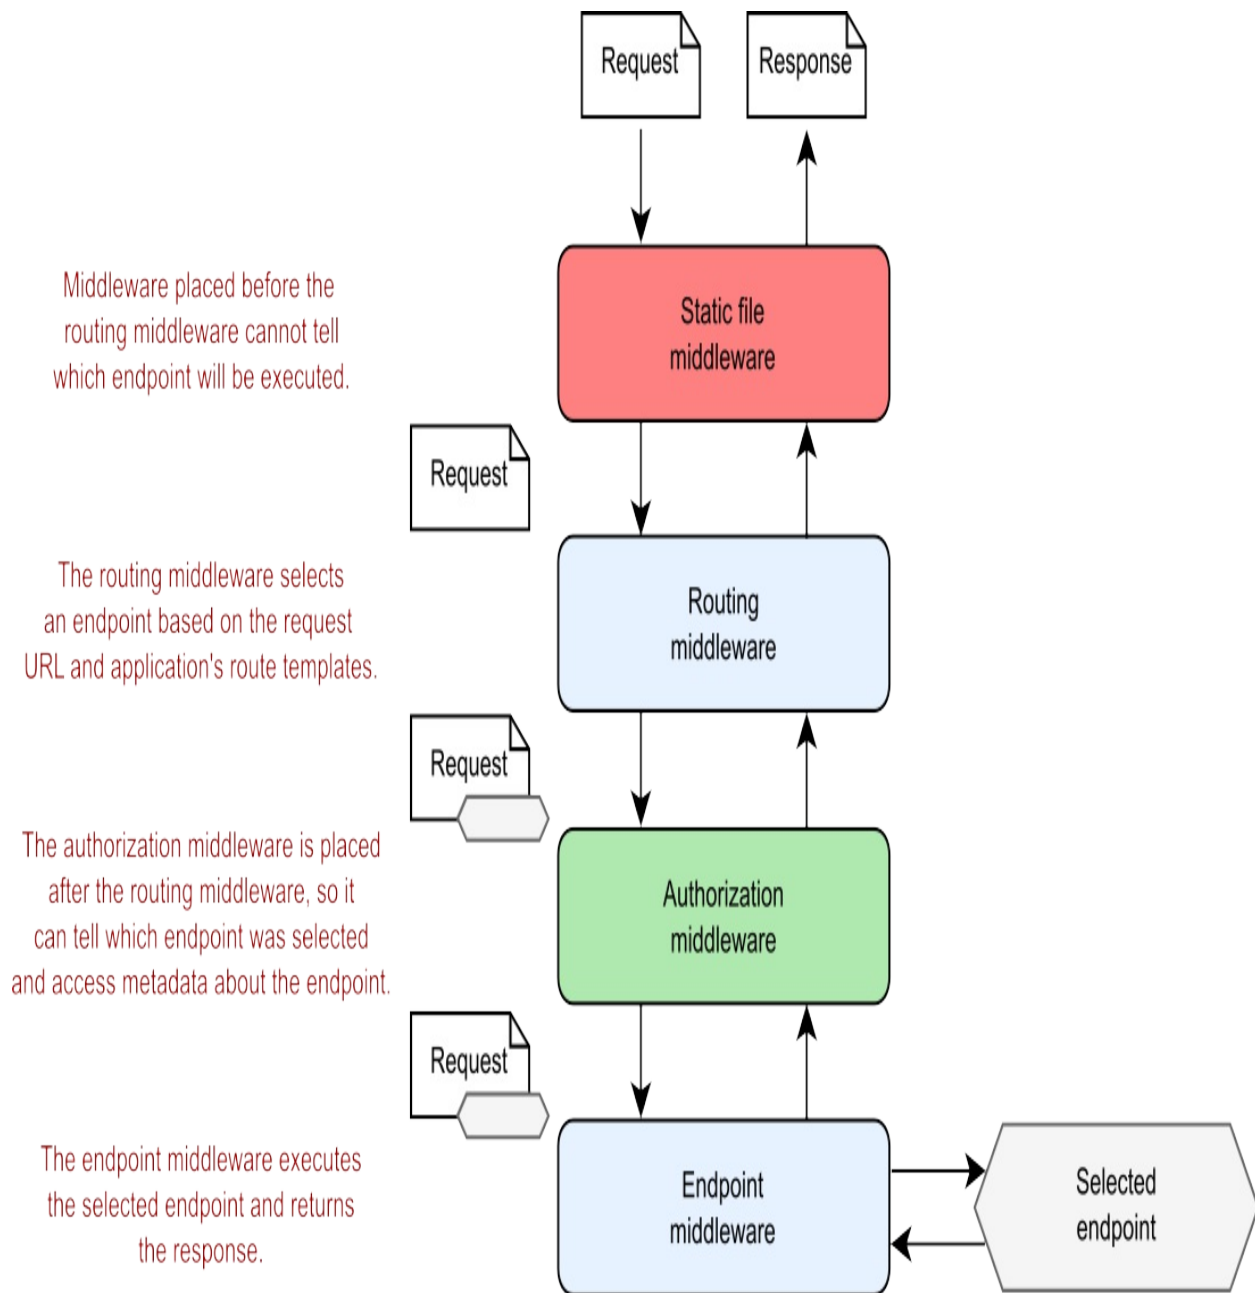 Request
Response
Middleware placed before the
routing middleware cannot tell
which endpoint will be executed.
Static file
middleware
Request
The routing middleware selects
an endpoint based on the request
URL and application's route templates.
Routing
middleware
Request
The authorization middleware is placed
after the routing middleware, so it
can tell which endpoint was selected
and access metadata about the endpoint.
Authorization
middleware
Request
The endpoint middleware executes
the selected endpoint and returns
the response.
Endpoint
middleware
Selected
endpoint